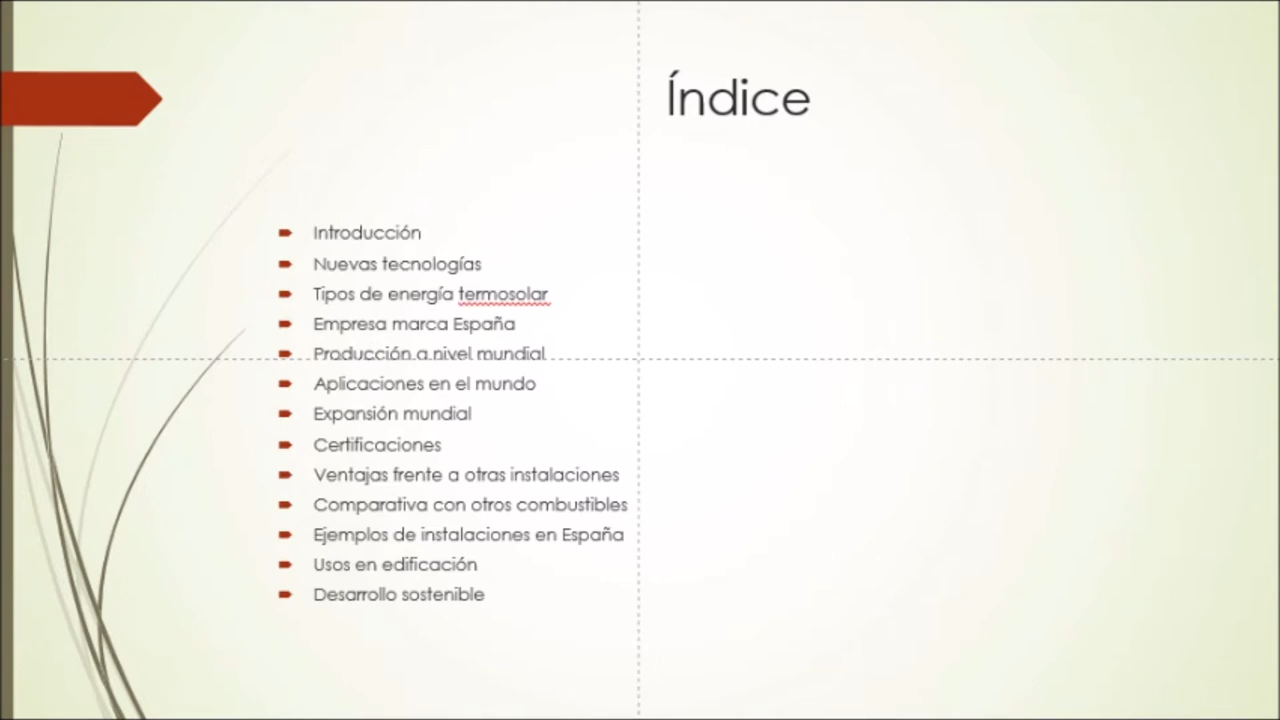 Índice
Introducción
Nuevas tecnologías
Tipos de energía termosolar
Empresa marca España
Producción a nivel mundial
Aplicaciones en el mundo
Expansión mundial
Certificaciones
Ventajas frente a otras instalaciones
Comparativa con otros combustibles
Ejemplos de instalaciones en España
Usos en edificación
Desarrollo sostenible